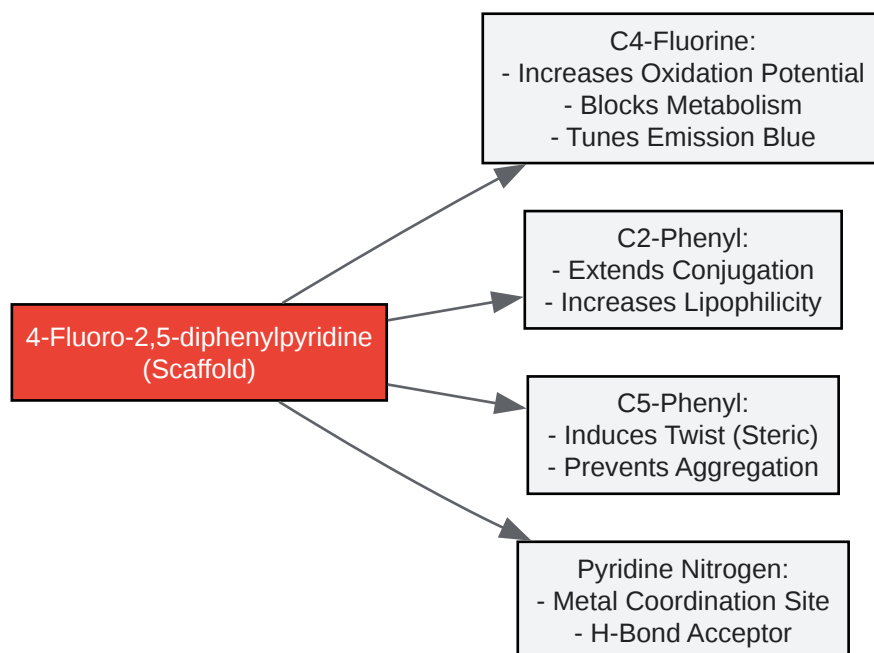 C4-Fluorine:
- Increases Oxidation Potential
- Blocks Metabolism
- Tunes Emission Blue
C2-Phenyl:
- Extends Conjugation
- Increases Lipophilicity
4-Fluoro-2,5-diphenylpyridine
(Scaffold)
C5-Phenyl:
- Induces Twist (Steric)
- Prevents Aggregation
Pyridine Nitrogen:
- Metal Coordination Site
- H-Bond Acceptor